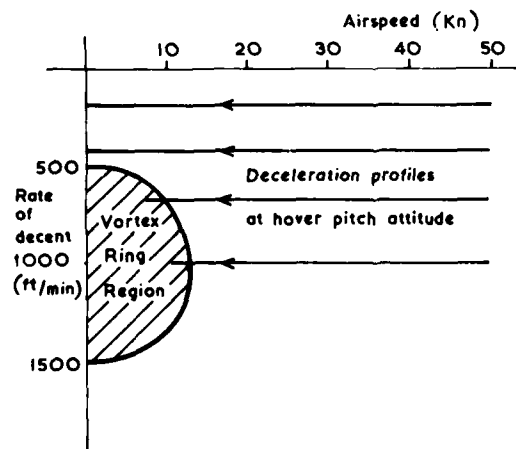 Airspeed (Kn)
10 20 30 40 50
500
Deceleration profiles
at hover pitch attitude
Rate
of
decent
1000
(ft/min)
Vortex
Ring
Region
1500